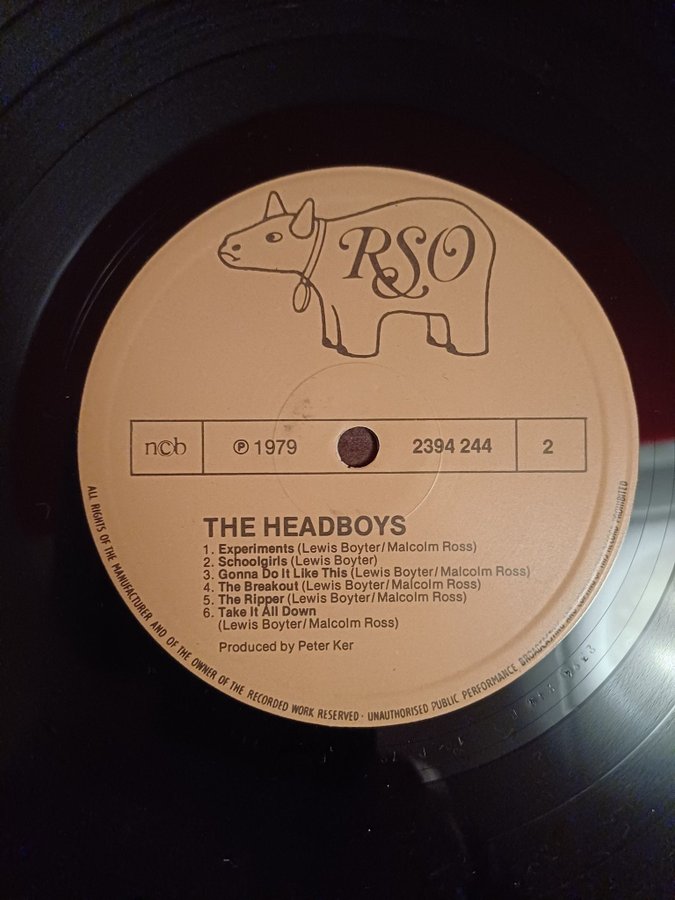 RSO
ncb
℗ 1979
2394 244
2
THE HEADBOYS
1. Experiments (Lewis Boyter/Malcolm Ross)
2. Schoolgirls (Lewis Boyter)
3. Gonna Do It Like This (Lewis Boyter/Malcolm Ross)
4. The Breakout (Lewis Boyter/Malcolm Ross)
5. The Ripper (Lewis Boyter/Malcolm Ross)
6. Take It All Down
(Lewis Boyter/Malcolm Ross)
Produced by Peter Ker
ALL RIGHTS OF THE MANUFACTURER AND OF THE OWNER OF THE RECORDED WORK RESERVED · UNAUTHORISED PUBLIC PERFORMANCE BROADCASTING AND PROHIBITED